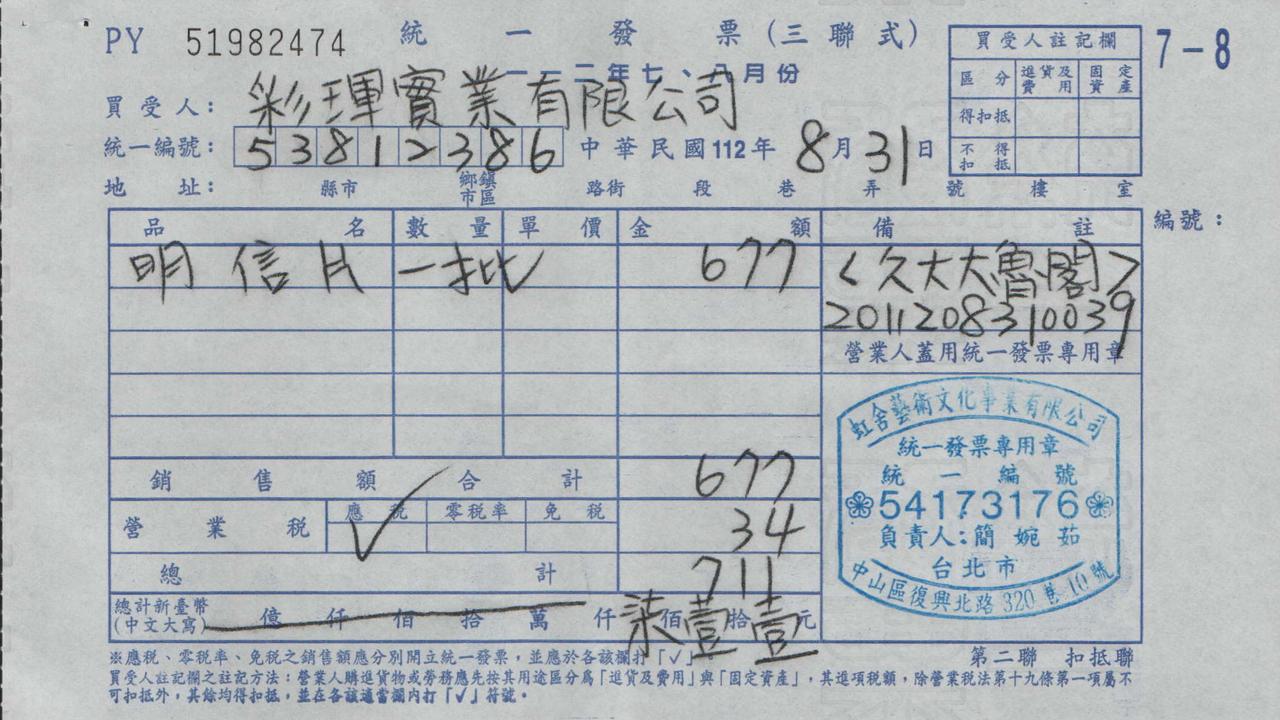 PY 51982474 統一發票(三聯式) 7-8
一一二年七、八月份
買受人註記欄
區分 進貨及費用 固定資產
得扣抵
不得扣抵
買受人: 彩琿實業有限公司
統一編號: 53812386 中華民國112年 8月31日
地址: 縣市 鄉鎮市區 路街 段 巷 弄 號 樓 室
品名 數量 單價 金額 備註 編號:
明信片 一批 677 <久大大魯閣>
2011208310039
營業人蓋用統一發票專用章
虹舍藝術文化事業有限公司
統一發票專用章
統一編號
54173176
負責人:簡婉茹
台北市
中山區復興北路320巷10號
銷售額合計 677
營業稅 應稅 ✓ 零稅率 免稅 34
總計 711
總計新臺幣(中文大寫) 億仟佰拾萬仟柒佰壹拾壹元
第二聯 扣抵聯
※應稅、零稅率、免稅之銷售額應分別開立統一發票,並應於各該欄打「✓」。
買受人註記欄之註記方法:營業人購進貨物或勞務應先按其用途區分為「進貨及費用」與「固定資產」,其進項稅額,除營業稅法第十九條第一項屬不
可扣抵外,其餘均得扣抵,並在各該適當欄內打「✓」符號。